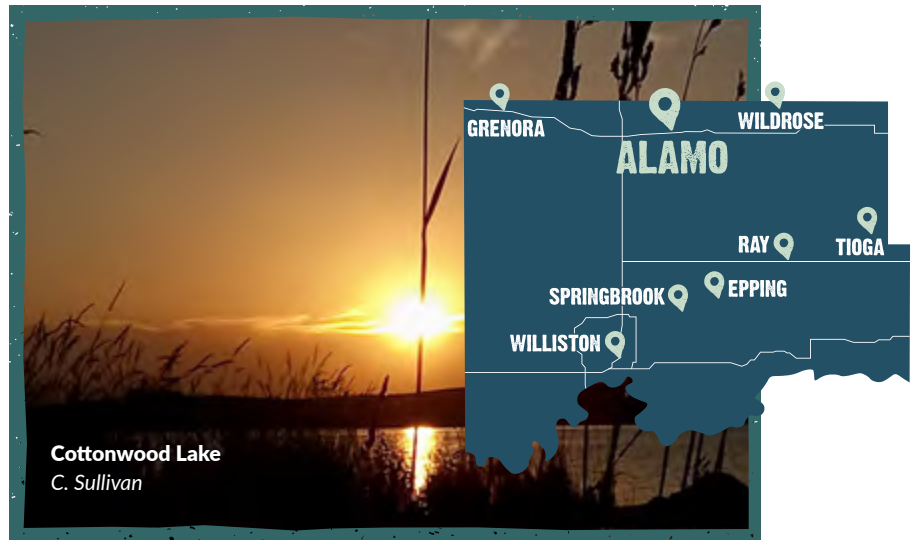 GRENORA
ALAMO
WILDROSE
RAY
TIOGA
SPRINGBROOK
EPPING
WILLISTON
Cottonwood Lake
C. Sullivan